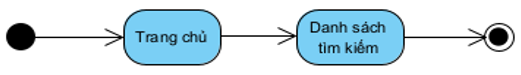 Trang chủ
Danh sách
tìm kiếm